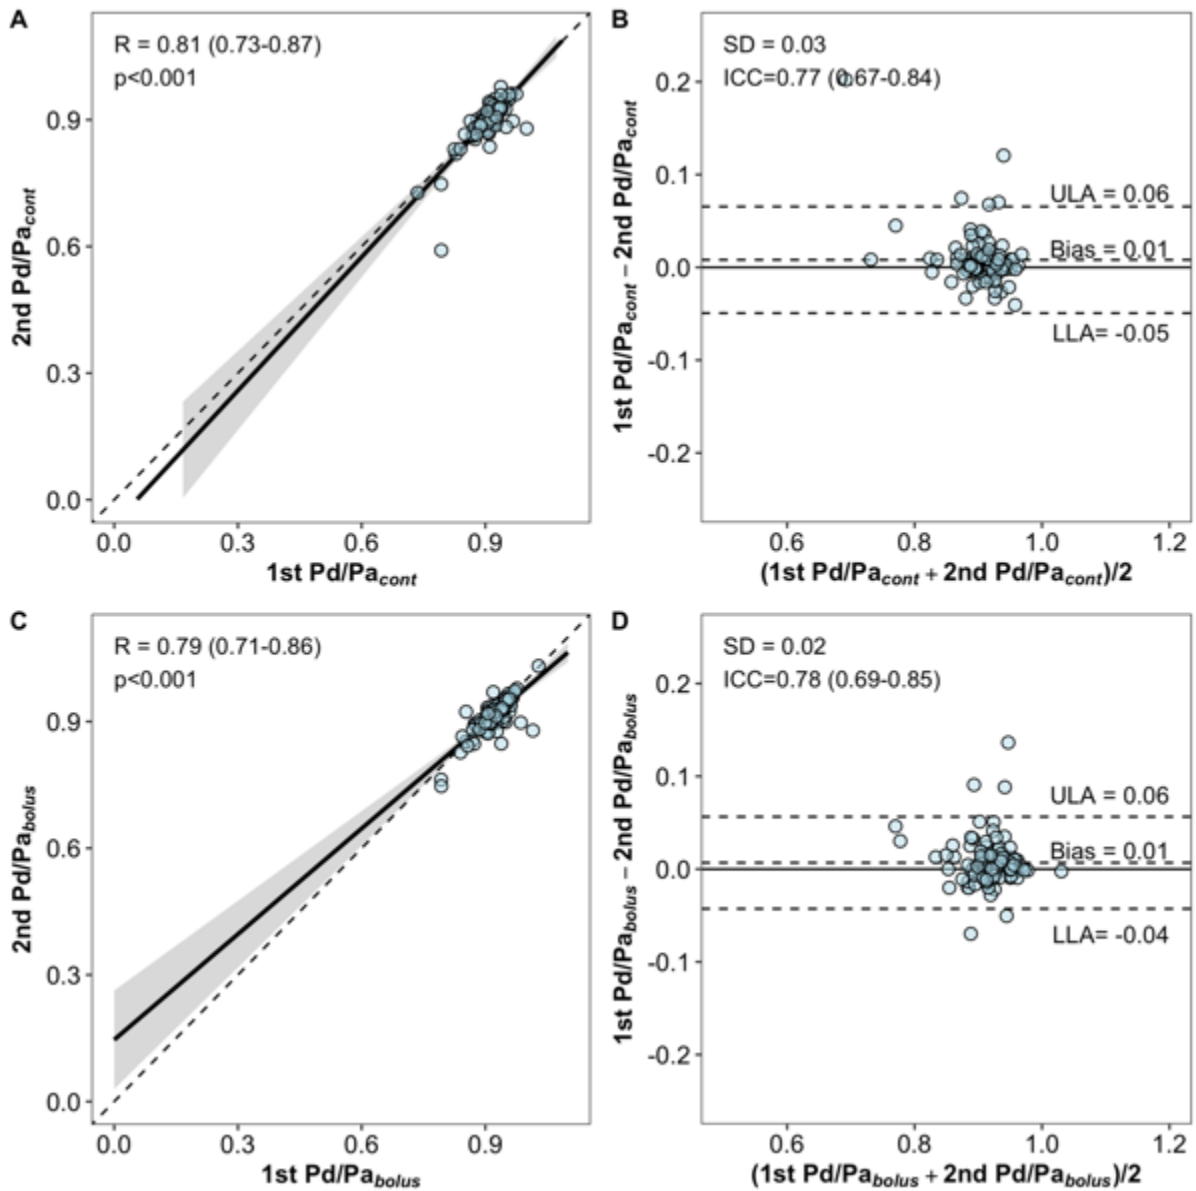 A
R = 0.81 (0.73-0.87)
p<0.001
0.9
0.6
0.3
0.0
2nd Pd/Pacont
0.0 0.3 0.6 0.9
1st Pd/Pacont
B
SD = 0.03
ICC=0.77 (0.67-0.84)
0.2
0.1
0.0
-0.1
-0.2
1st Pd/Pacont − 2nd Pd/Pacont
ULA = 0.06
Bias = 0.01
LLA= -0.05
0.6 0.8 1.0 1.2
(1st Pd/Pacont + 2nd Pd/Pacont)/2
C
R = 0.79 (0.71-0.86)
p<0.001
0.9
0.6
0.3
0.0
2nd Pd/Pabolus
0.0 0.3 0.6 0.9
1st Pd/Pabolus
D
SD = 0.02
ICC=0.78 (0.69-0.85)
0.2
0.1
0.0
-0.1
-0.2
1st Pd/Pabolus − 2nd Pd/Pabolus
ULA = 0.06
Bias = 0.01
LLA= -0.04
0.6 0.8 1.0 1.2
(1st Pd/Pabolus + 2nd Pd/Pabolus)/2